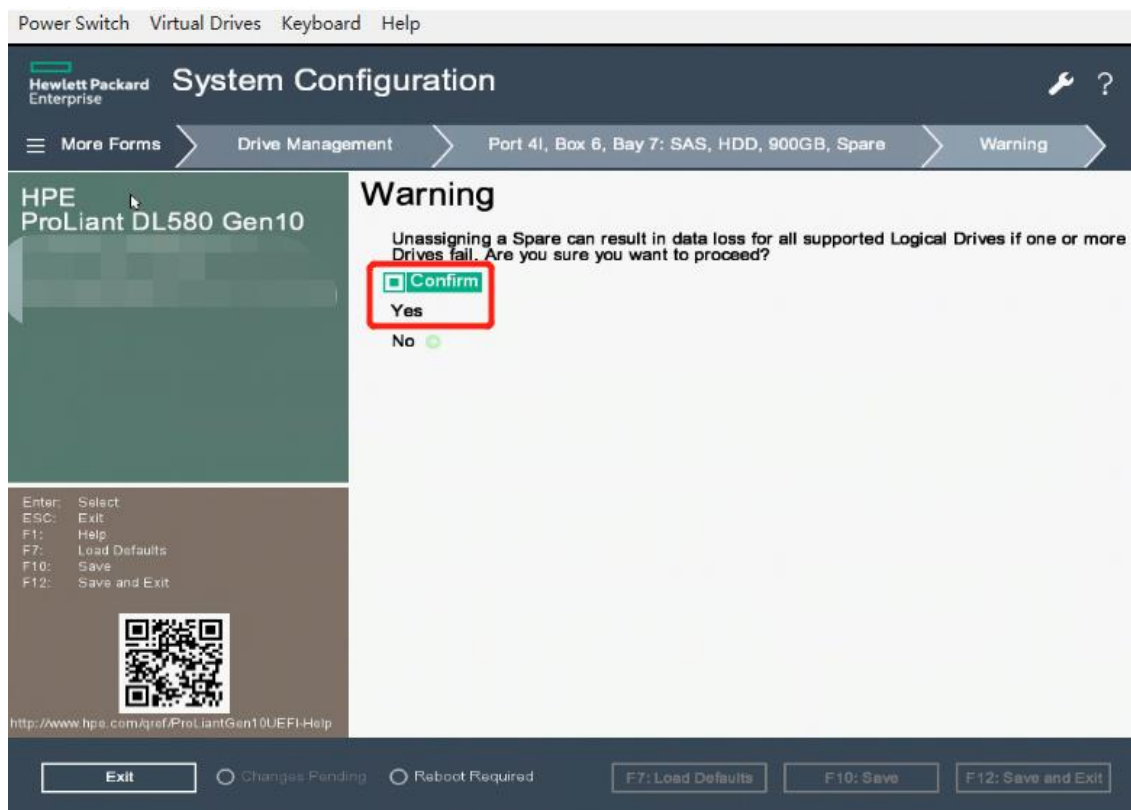 Power Switch Virtual Drives Keyboard Help
Hewlett Packard
Enterprise
System Configuration
?
More Forms
Drive Management
Port 4I, Box 6, Bay 7: SAS, HDD, 900GB, Spare
Warning
HPE
ProLiant DL580 Gen10
Warning
Unassigning a Spare can result in data loss for all supported Logical Drives if one or more
Drives fail. Are you sure you want to proceed?
Confirm
Yes
No
Enter: Select
ESC: Exit
F1: Help
F7: Load Defaults
F10: Save
F12: Save and Exit
http://www.hpe.com/qref/ProLiantGen10UEFI-Help
Exit
Changes Pending
Reboot Required
F7: Load Defaults
F10: Save
F12: Save and Exit